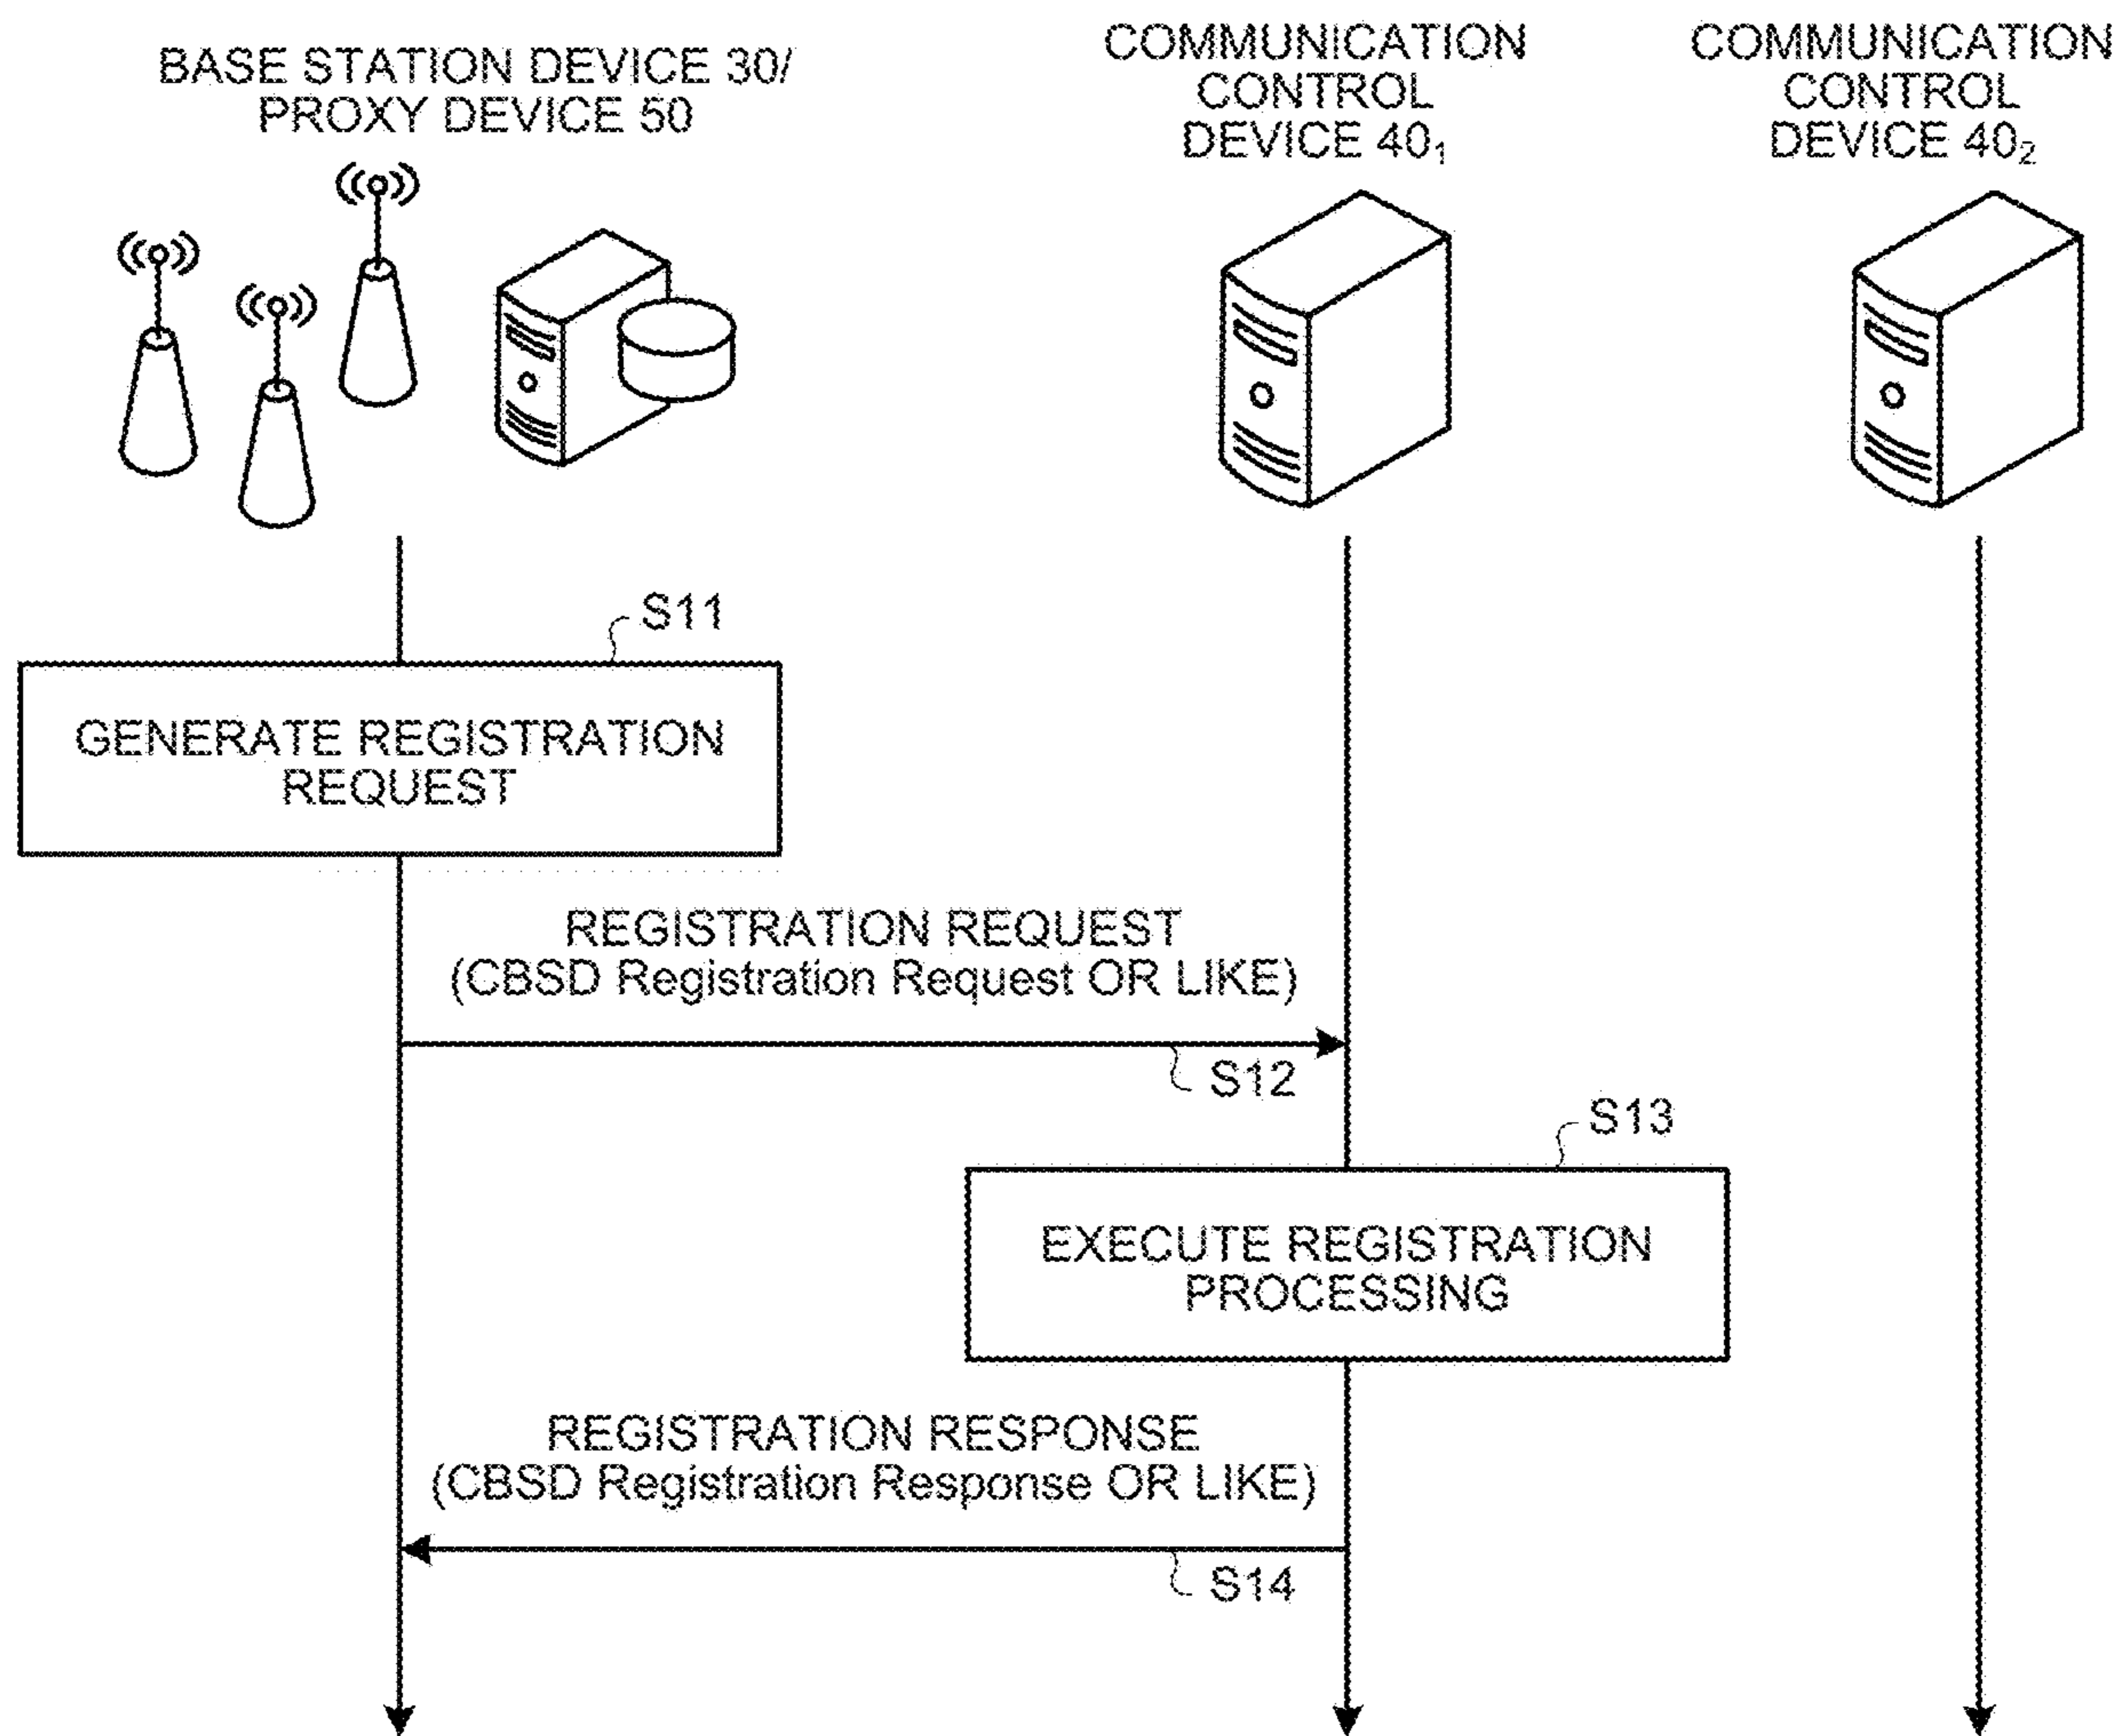 BASE STATION DEVICE 30/
PROXY DEVICE 50
COMMUNICATION
CONTROL
DEVICE 40₁
COMMUNICATION
CONTROL
DEVICE 40₂
S11
GENERATE REGISTRATION
REQUEST
REGISTRATION REQUEST
(CBSD Registration Request OR LIKE)
S12
S13
EXECUTE REGISTRATION
PROCESSING
REGISTRATION RESPONSE
(CBSD Registration Response OR LIKE)
S14